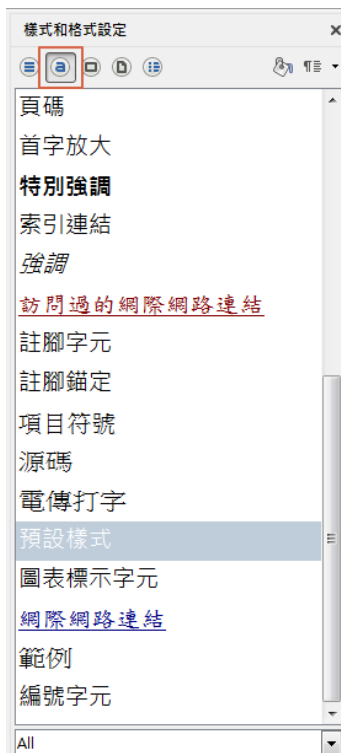 樣式和格式設定
頁碼
首字放大
特別強調
索引連結
強調
訪問過的網際網路連結
註腳字元
註腳錨定
項目符號
源碼
電傳打字
預設樣式
圖表標示字元
網際網路連結
範例
編號字元
All